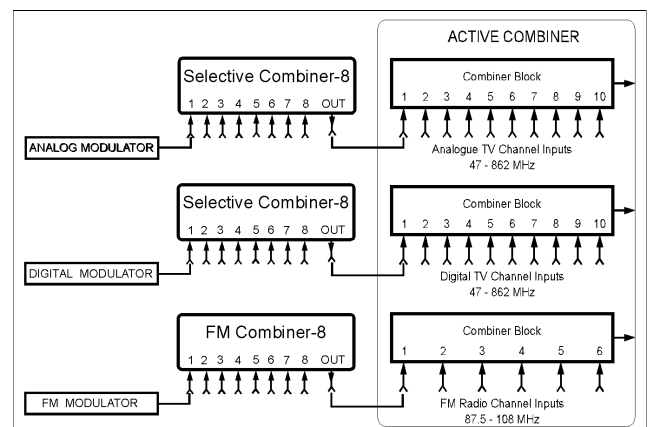 ACTIVE COMBINER
Selective Combiner-8
1 2 3 4 5 6 7 8 OUT
Combiner Block
1 2 3 4 5 6 7 8 9 10
ANALOG MODULATOR
Analogue TV Channel Inputs
47 - 862 MHz
Selective Combiner-8
1 2 3 4 5 6 7 8 OUT
Combiner Block
1 2 3 4 5 6 7 8 9 10
DIGITAL MODULATOR
Digital TV Channel Inputs
47 - 862 MHz
FM Combiner-8
1 2 3 4 5 6 7 8 OUT
Combiner Block
1 2 3 4 5 6
FM MODULATOR
FM Radio Channel Inputs
87.5 - 108 MHz